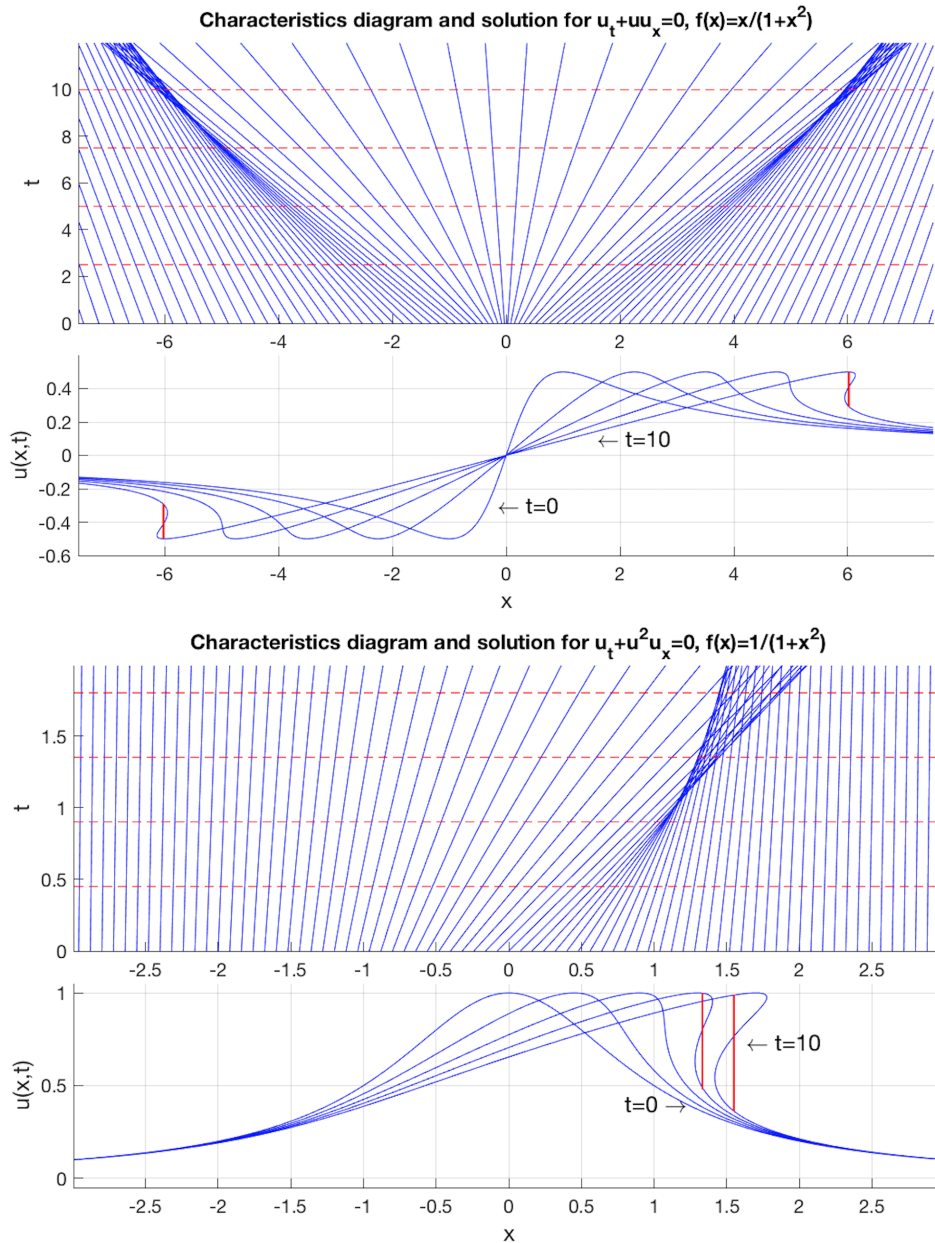 Characteristics diagram and solution for u_t+uu_x=0, f(x)=x/(1+x^2)
10
8
6
4
2
0
t
-6 -4 -2 0 2 4 6
0.4
0.2
0
-0.2
-0.4
-0.6
u(x,t)
← t=10
← t=0
-6 -4 -2 0 2 4 6
x
Characteristics diagram and solution for u_t+u^2u_x=0, f(x)=1/(1+x^2)
1.5
1
0.5
0
t
-2.5 -2 -1.5 -1 -0.5 0 0.5 1 1.5 2 2.5
1
0.5
0
u(x,t)
← t=10
t=0 →
-2.5 -2 -1.5 -1 -0.5 0 0.5 1 1.5 2 2.5
x